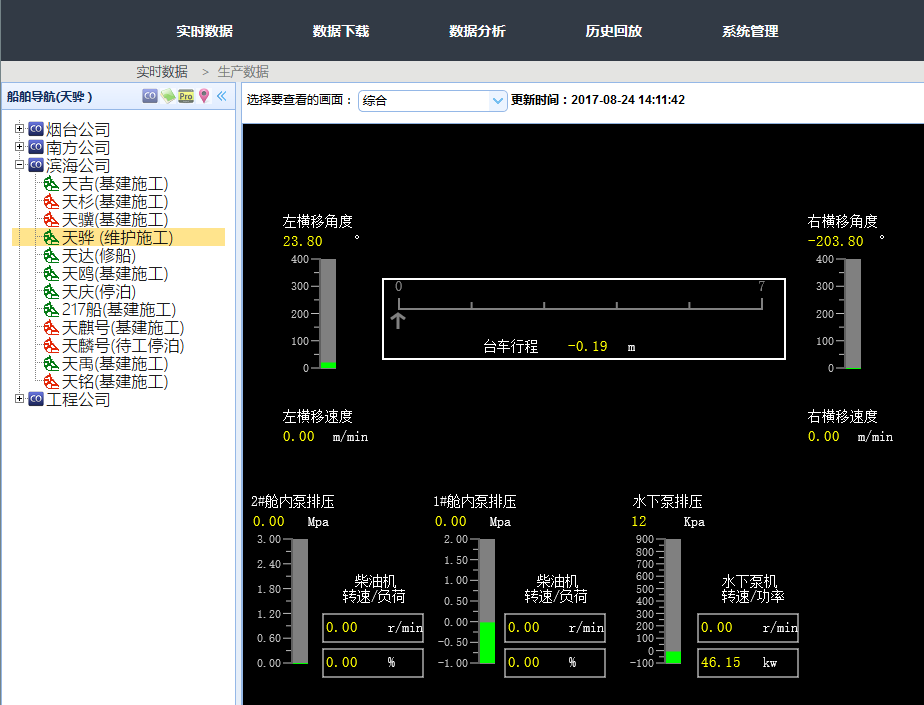 实时数据 数据下载 数据分析 历史回放 系统管理
实时数据 > 生产数据
船舶导航(天骅 )
CO Pro «
选择要查看的画面： 综合 更新时间：2017-08-24 14:11:42
CO 烟台公司
CO 南方公司
CO 滨海公司
天吉(基建施工)
天杉(基建施工)
天骥(基建施工)
天骅 (维护施工)
天达(修船)
天鸥(基建施工)
天庆(停泊)
217船(基建施工)
天麒号(基建施工)
天麟号(待工停泊)
天禹(基建施工)
天铭(基建施工)
CO 工程公司
左横移角度
23.80 °
400
300
200
100
0
0 7
台车行程 -0.19 m
右横移角度
-203.80 °
400
300
200
100
0
左横移速度
0.00 m/min
右横移速度
0.00 m/min
2#舱内泵排压
0.00 Mpa
3.00
2.40
1.80
1.20
0.60
0.00
柴油机
转速/负荷
0.00 r/min
0.00 %
1#舱内泵排压
0.00 Mpa
2.00
1.50
1.00
0.50
0.00
-0.50
-1.00
柴油机
转速/负荷
0.00 r/min
0.00 %
水下泵排压
12 Kpa
900
800
700
600
500
400
300
200
100
0
-100
水下泵机
转速/功率
0.00 r/min
46.15 kw